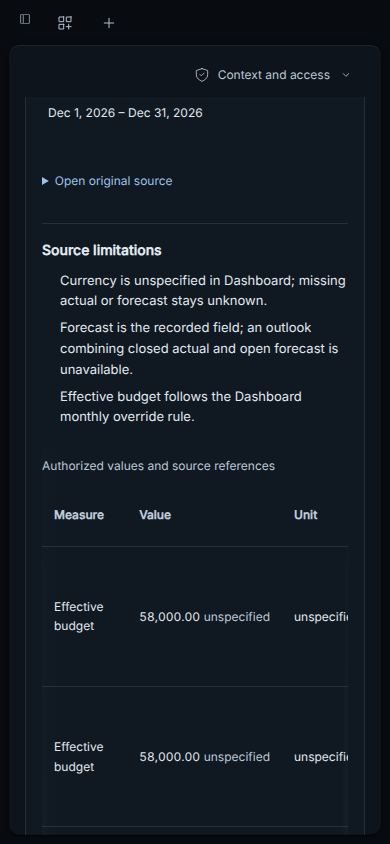 Context and access
Dec 1, 2026 – Dec 31, 2026
Open original source
Source limitations
Currency is unspecified in Dashboard; missing
actual or forecast stays unknown.
Forecast is the recorded field; an outlook
combining closed actual and open forecast is
unavailable.
Effective budget follows the Dashboard
monthly override rule.
Authorized values and source references
Measure Value Unit
Effective
budget
58,000.00 unspecified
Effective
budget
58,000.00 unspecified